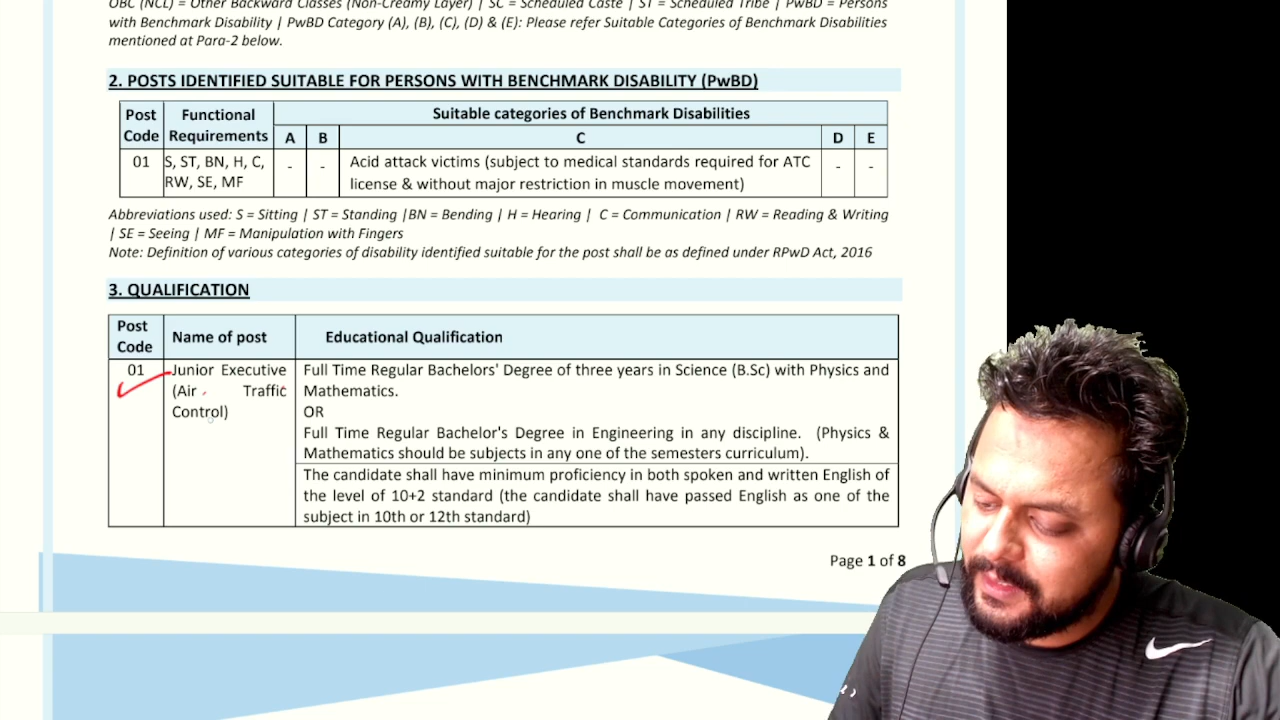 OBC (NCL) = Other Backward Classes (Non-Creamy Layer) | SC = Scheduled Caste | ST = Scheduled Tribe | PwBD = Persons
with Benchmark Disability | PwBD Category (A), (B), (C), (D) & (E): Please refer Suitable Categories of Benchmark Disabilities
mentioned at Para-2 below.
2. POSTS IDENTIFIED SUITABLE FOR PERSONS WITH BENCHMARK DISABILITY (PwBD)
Post Code Functional Requirements Suitable categories of Benchmark Disabilities
A B C D E
01 S, ST, BN, H, C, - - Acid attack victims (subject to medical standards required for ATC - -
RW, SE, MF license & without major restriction in muscle movement)
Abbreviations used: S = Sitting | ST = Standing |BN = Bending | H = Hearing | C = Communication | RW = Reading & Writing
| SE = Seeing | MF = Manipulation with Fingers
Note: Definition of various categories of disability identified suitable for the post shall be as defined under RPwD Act, 2016
3. QUALIFICATION
Post Code Name of post Educational Qualification
01 Junior Executive Full Time Regular Bachelors' Degree of three years in Science (B.Sc) with Physics and
(Air Traffic Mathematics.
Control) OR
Full Time Regular Bachelor's Degree in Engineering in any discipline. (Physics &
Mathematics should be subjects in any one of the semesters curriculum).
The candidate shall have minimum proficiency in both spoken and written English of
the level of 10+2 standard (the candidate shall have passed English as one of the
subject in 10th or 12th standard)
Page 1 of 8